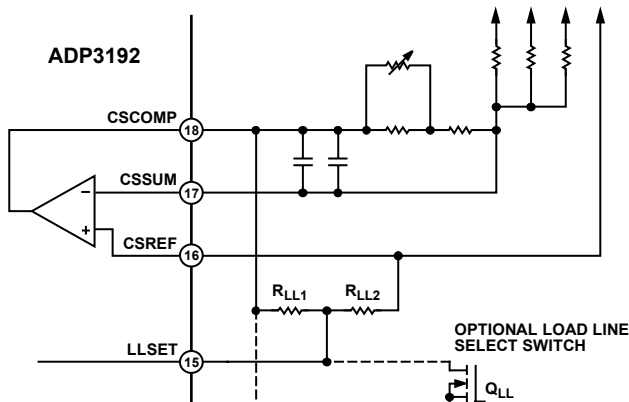 ADP3192
CSCOMP
18
CSSUM
17
CSREF
16
RLL1
RLL2
LLSET
15
OPTIONAL LOAD LINE
SELECT SWITCH
QLL
−
+